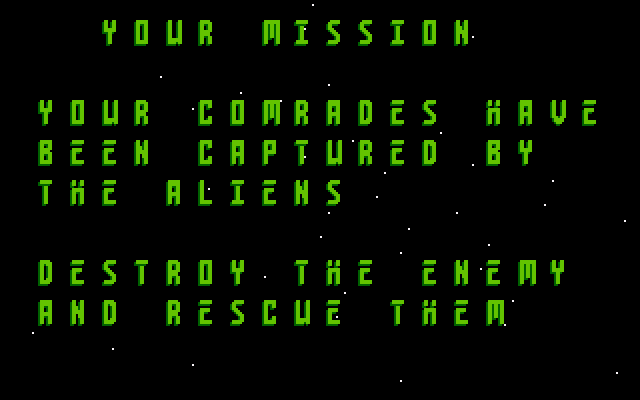 YOUR MISSION
YOUR COMRADES HAVE
BEEN CAPTURED BY
THE ALIENS
DESTROY THE ENEMY
AND RESCUE THEM